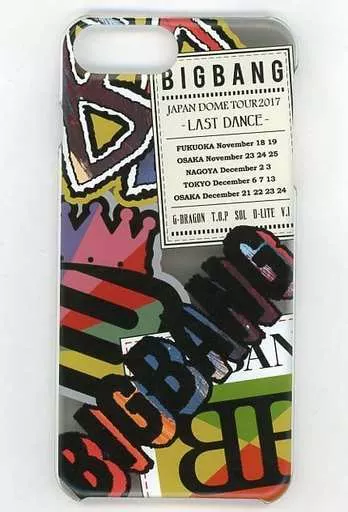 BIGBANG
JAPAN DOME TOUR 2017
- LAST DANCE -
FUKUOKA November 18 19
OSAKA November 23 24 25
NAGOYA December 2 3
TOKYO December 6 7 13
OSAKA December 21 22 23 24
G-DRAGON T.O.P SOL D-LITE V.I
BIGBANG